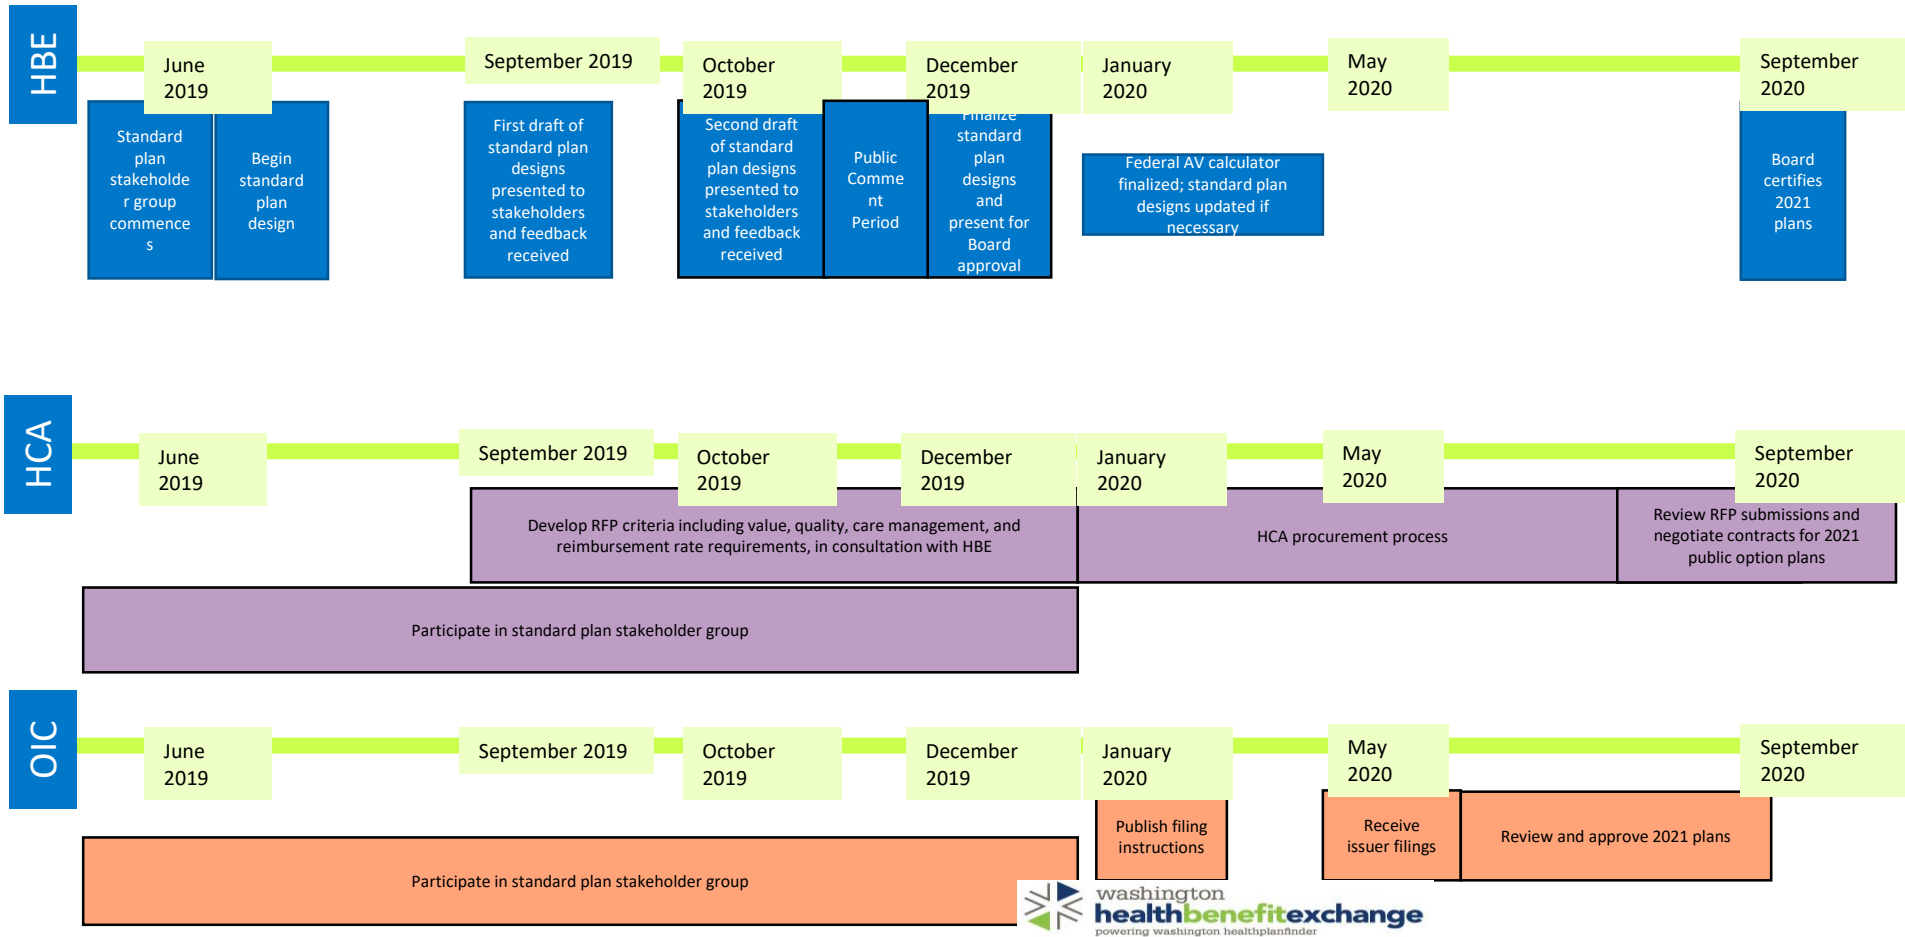 HBE
June
2019
September 2019
October
2019
December
2019
January
2020
May
2020
September
2020
Standard
plan
stakeholde
r group
commence
s
Begin
standard
plan
design
First draft of
standard plan
designs
presented to
stakeholders
and feedback
received
Second draft
of standard
plan designs
presented to
stakeholders
and feedback
received
Public
Comme
nt
Period
Finalize
standard
plan
designs
and
present for
Board
approval
Federal AV calculator
finalized; standard plan
designs updated if
necessary
Board
certifies
2021
plans
HCA
June
2019
September 2019
October
2019
December
2019
January
2020
May
2020
September
2020
Develop RFP criteria including value, quality, care management, and
reimbursement rate requirements, in consultation with HBE
HCA procurement process
Review RFP submissions and
negotiate contracts for 2021
public option plans
Participate in standard plan stakeholder group
OIC
June
2019
September 2019
October
2019
December
2019
January
2020
May
2020
September
2020
Publish filing
instructions
Receive
issuer filings
Review and approve 2021 plans
Participate in standard plan stakeholder group
washington
healthbenefitexchange
powering washington healthplanfinder